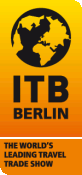 ITB
BERLIN
THE WORLD'S
LEADING TRAVEL
TRADE SHOW